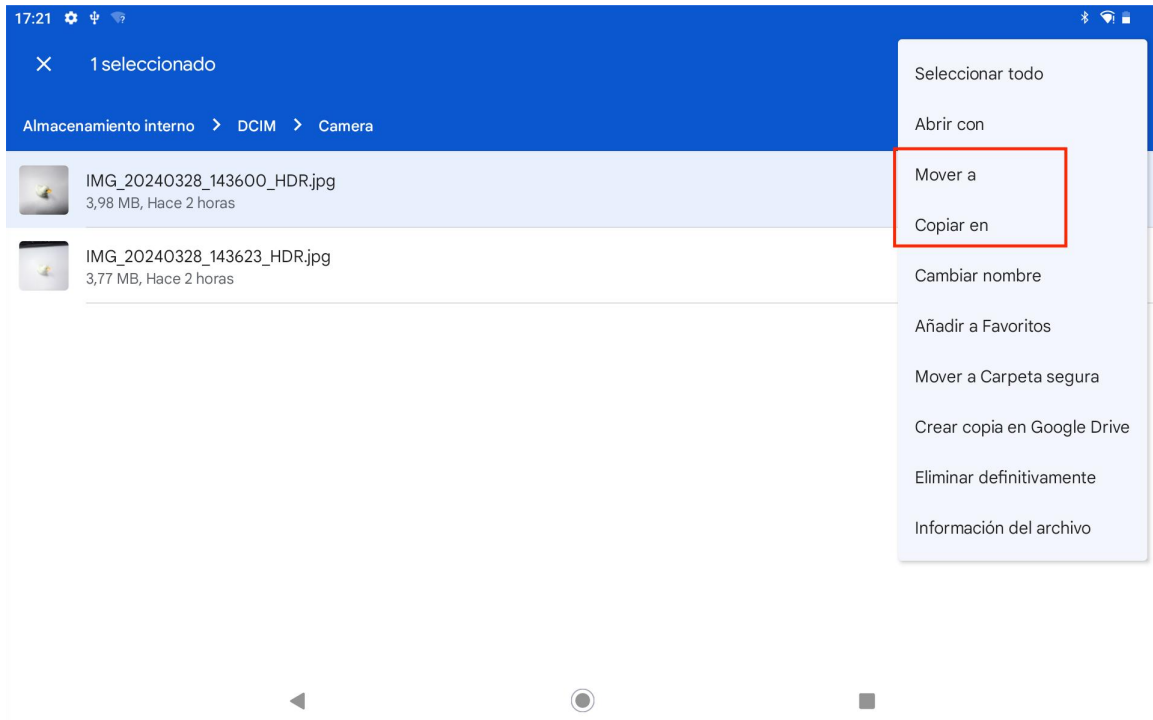 17:21
1 seleccionado
Almacenamiento interno > DCIM > Camera
IMG_20240328_143600_HDR.jpg
3,98 MB, Hace 2 horas
IMG_20240328_143623_HDR.jpg
3,77 MB, Hace 2 horas
Seleccionar todo
Abrir con
Mover a
Copiar en
Cambiar nombre
Añadir a Favoritos
Mover a Carpeta segura
Crear copia en Google Drive
Eliminar definitivamente
Información del archivo